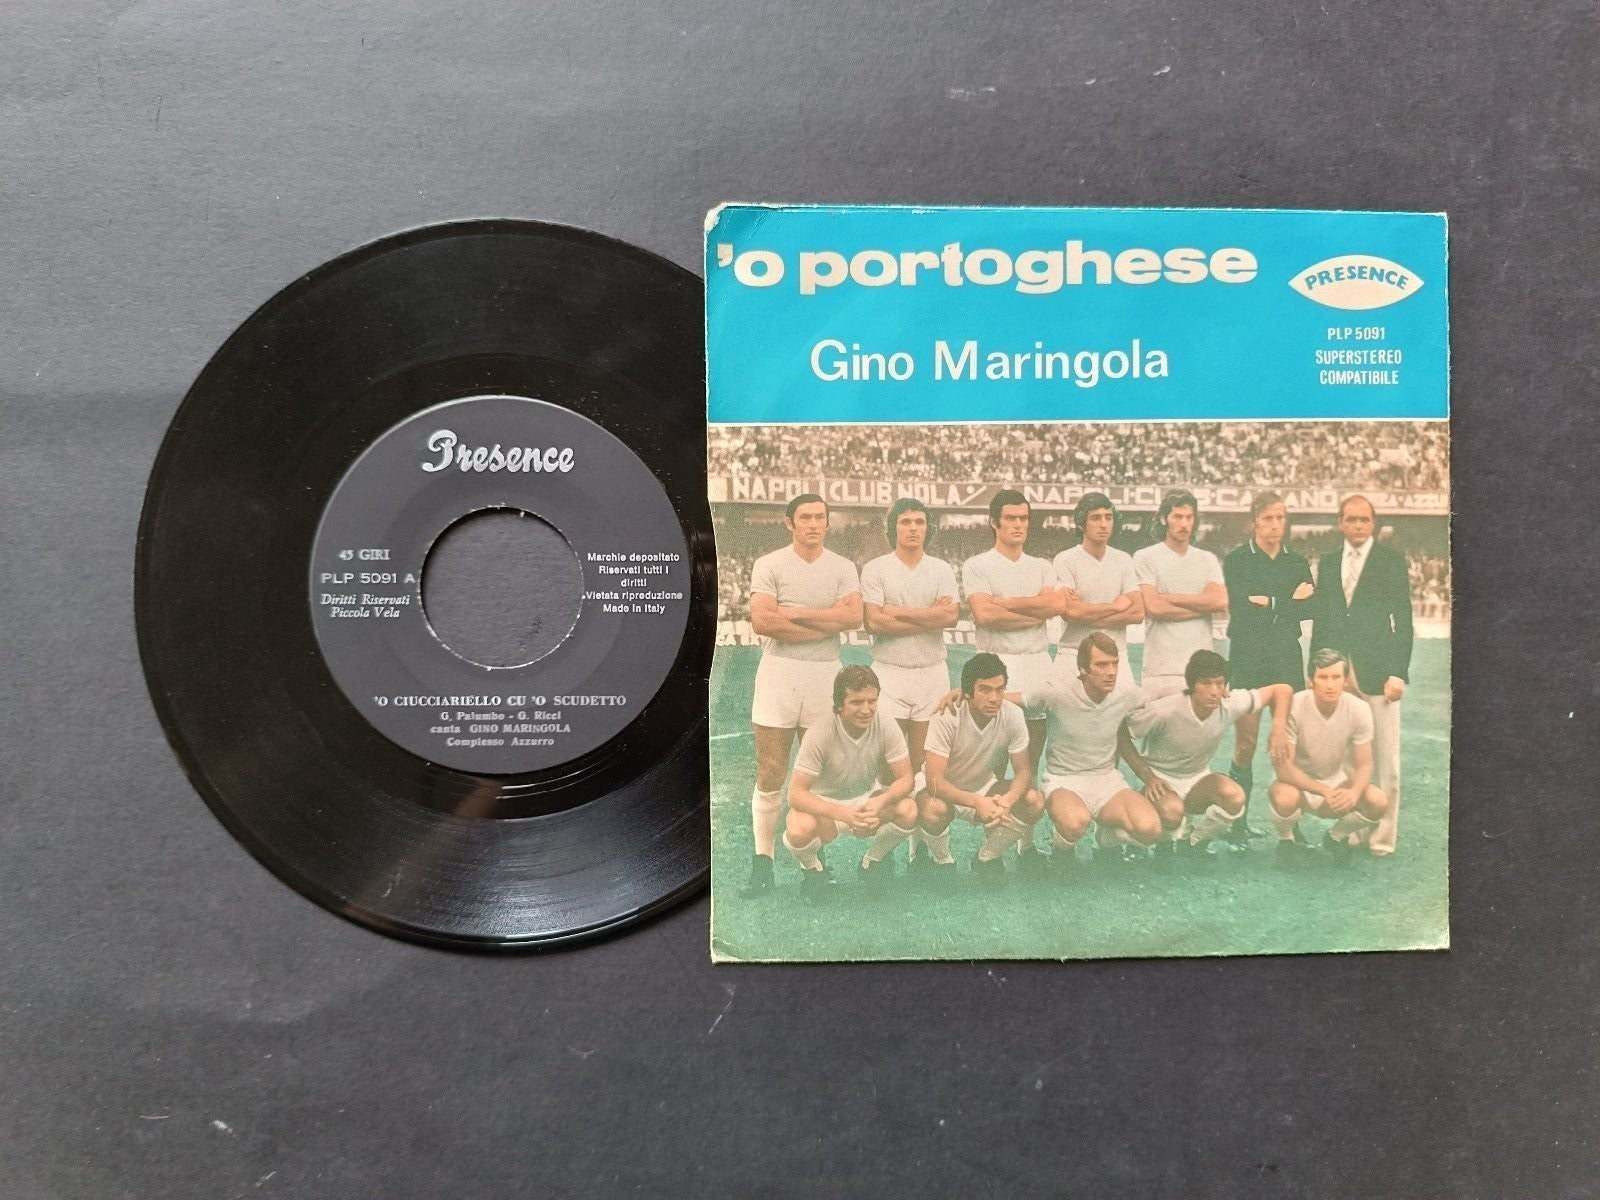 Presence
45 GIRI
PLP 5091 A
Diritti Riservati
Piccola Vela
Marchio depositato
Riservati tutti i
diritti
Vietata riproduzione
Made in Italy
'O CIUCCIARIELLO CU 'O SCUDETTO
G. Palumbo - G. Ricci
canta GINO MARINGOLA
Complesso Azzurro
'o portoghese
Gino Maringola
PRESENCE
PLP 5091
SUPERSTEREO
COMPATIBILE
NAPOLI CLUB NOLA
NAPOLI